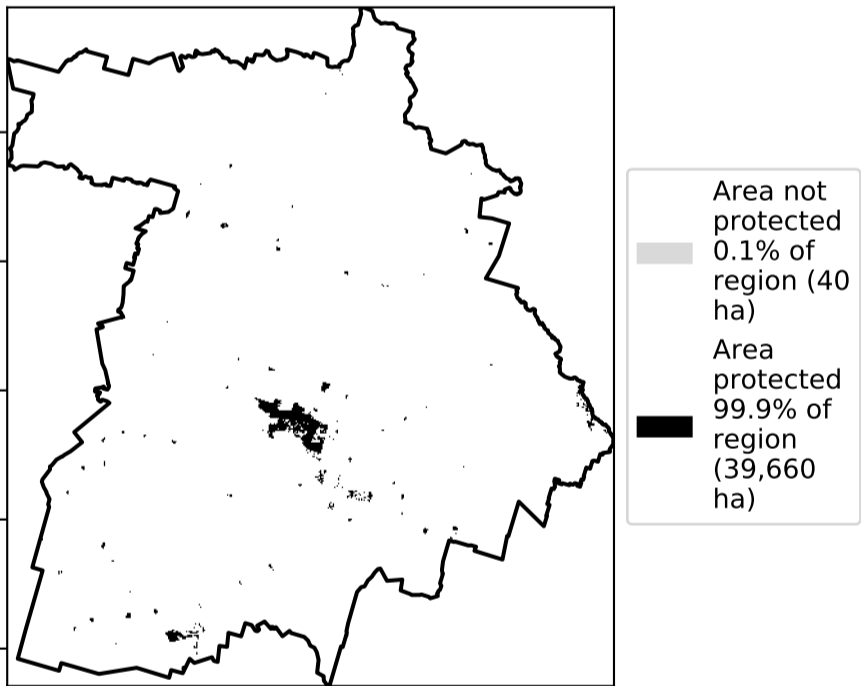 Area not
protected
0.1% of
region (40
ha)
Area
protected
99.9% of
region
(39,660
ha)